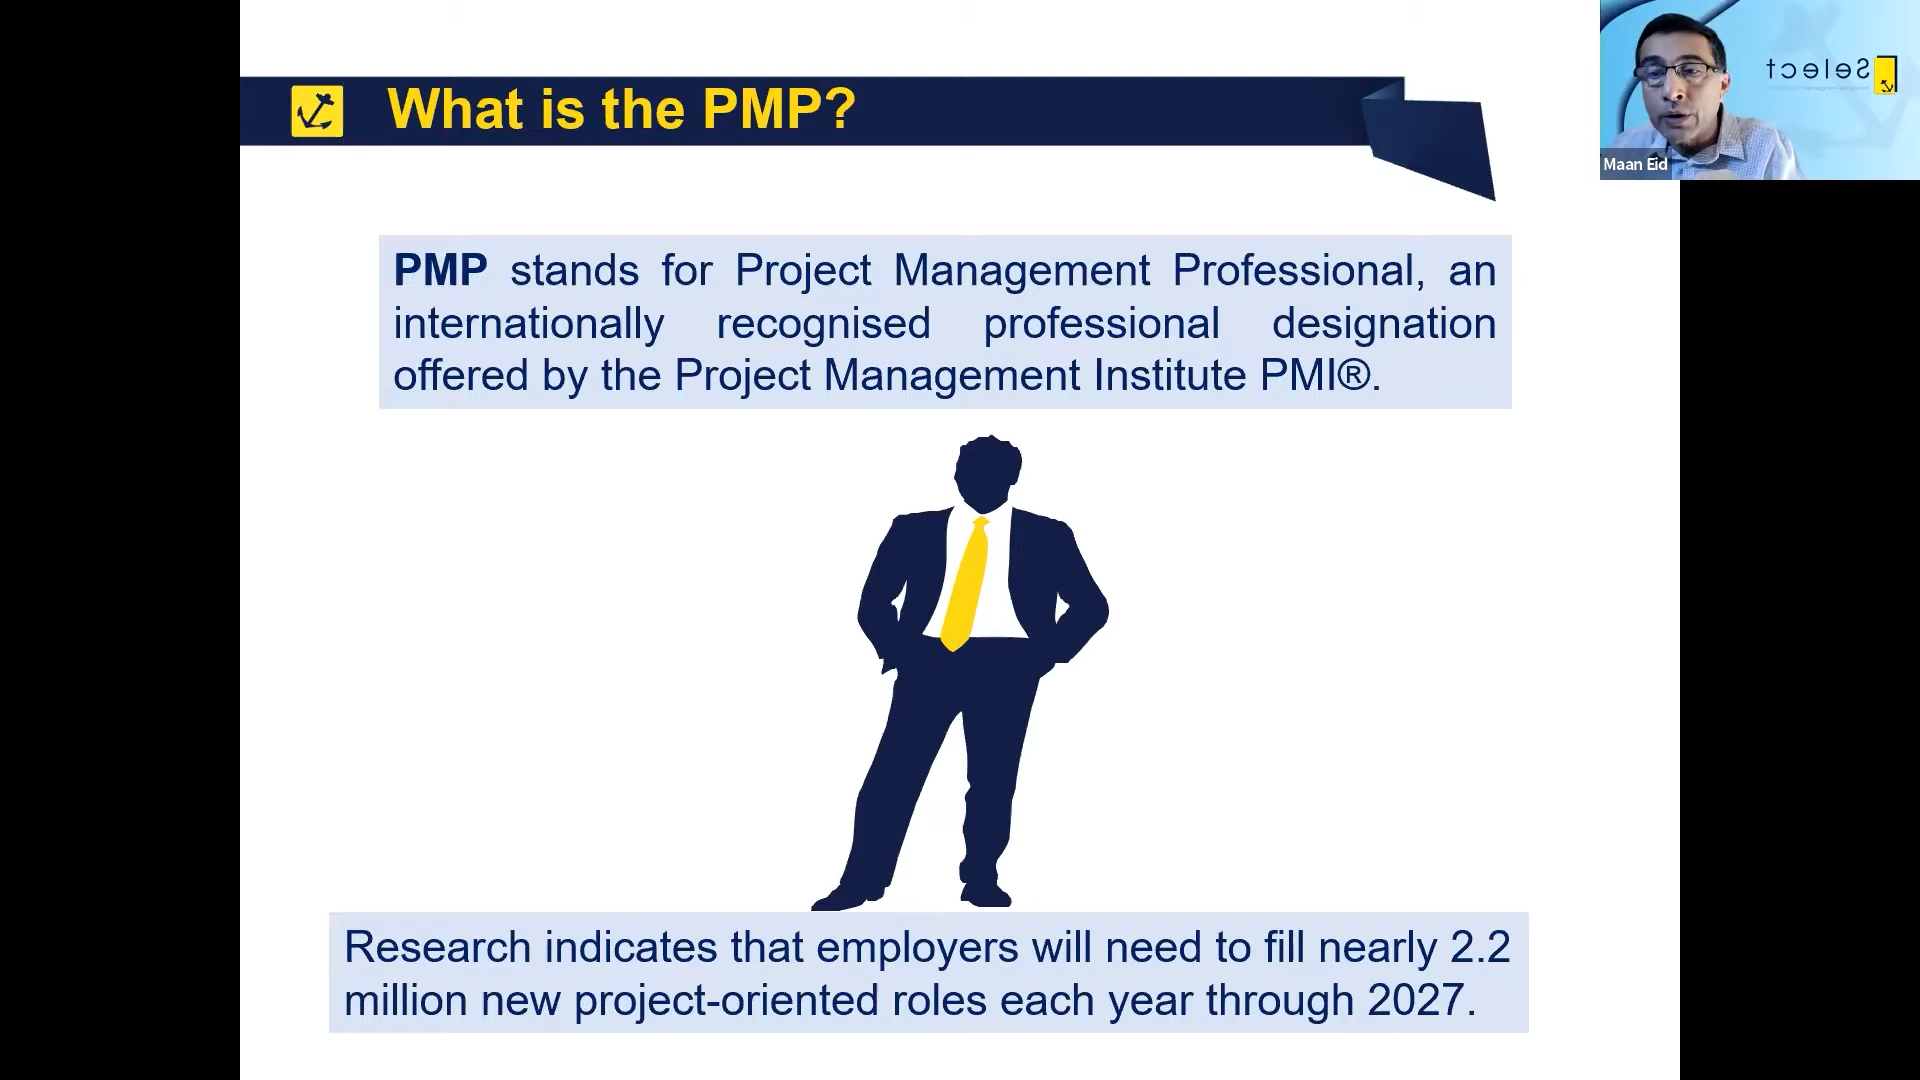 What is the PMP?
Select
Maan Eid
PMP stands for Project Management Professional, an
internationally recognised professional designation
offered by the Project Management Institute PMI®.
Research indicates that employers will need to fill nearly 2.2
million new project-oriented roles each year through 2027.